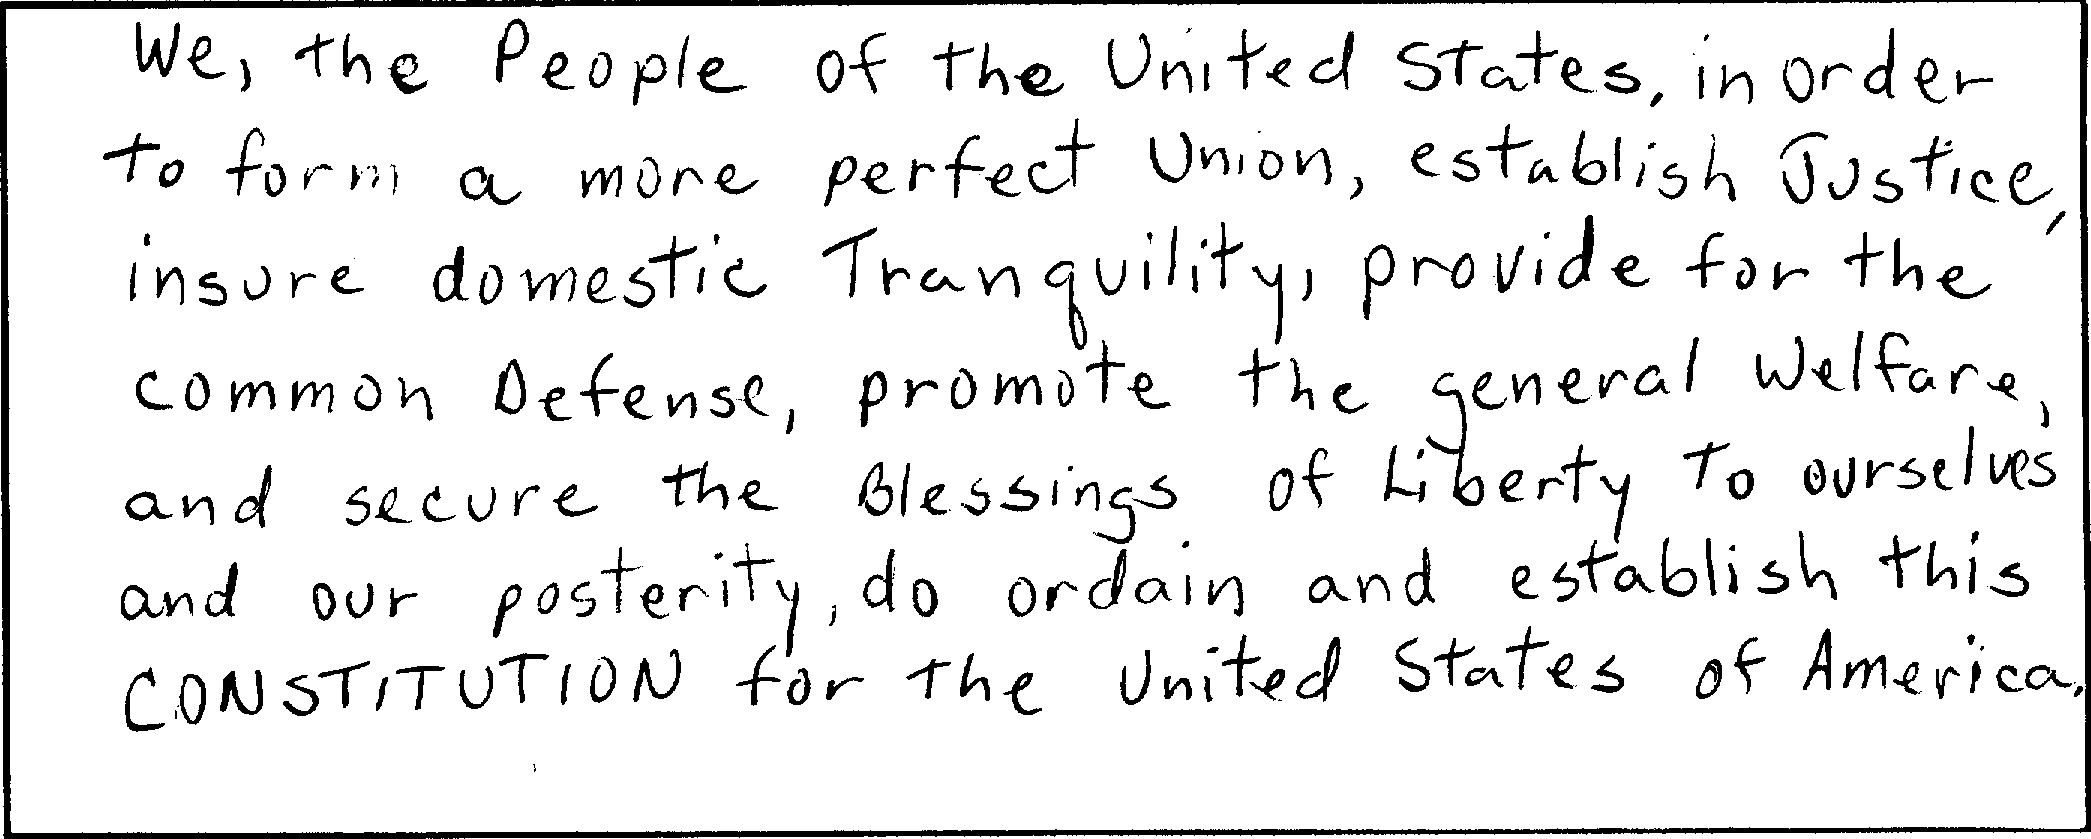 We, the People of the United States, in order
to form a more perfect Union, establish Justice,
insure domestic Tranquility, provide for the
common Defense, promote the general Welfare,
and secure the Blessings of Liberty to ourselves
and our posterity, do ordain and establish this
CONSTITUTION for the United States of America.